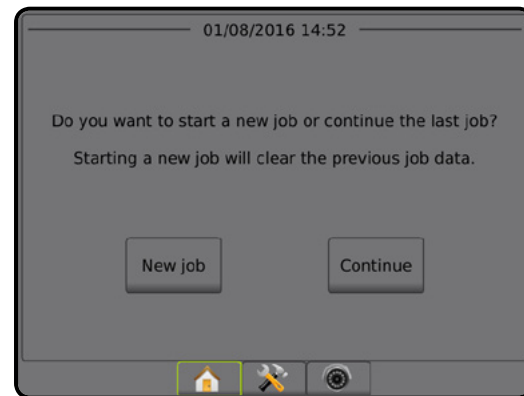 01/08/2016 14:52
Do you want to start a new job or continue the last job?
Starting a new job will clear the previous job data.
New job
Continue